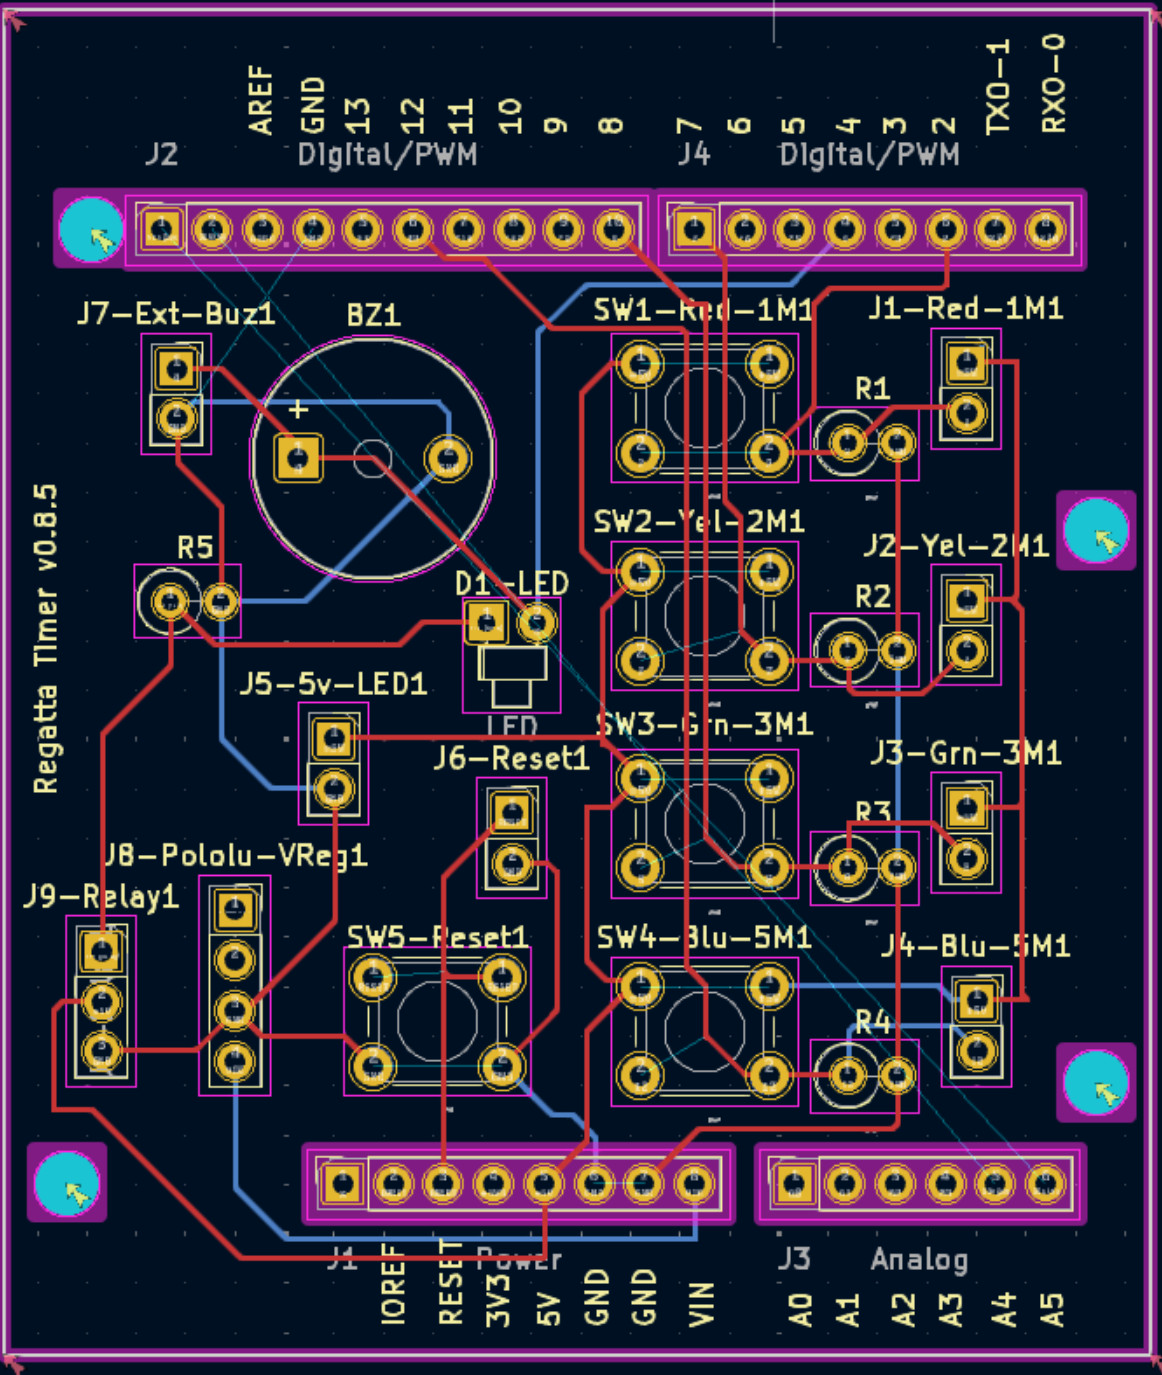 AREF
GND
13
12
11
10
9
8
7
6
5
4
3
2
TX0-1
RX0-0
J2
Digital/PWM
J4
Digital/PWM
J7-Ext-Buz1
BZ1
SW1-Red-1M1
J1-Red-1M1
R1
+
SW2-Yel-2M1
J2-Yel-2M1
R5
D1-LED
R2
Regatta Timer v0.8.5
J5-5v-LED1
LED
SW3-Grn-3M1
J6-Reset1
J3-Grn-3M1
R3
J8-Pololu-VReg1
J9-Relay1
SW5-Reset1
SW4-Blu-5M1
J4-Blu-5M1
R4
J1
Power
J3
Analog
IOREF
RESET
3V3
5V
GND
GND
VIN
A0
A1
A2
A3
A4
A5